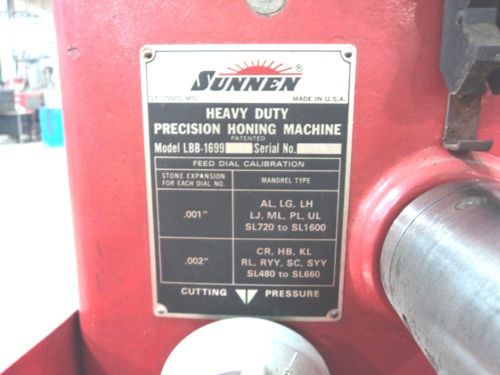 SUNNEN
ST. LOUIS, MO. MADE IN U.S.A.
HEAVY DUTY
PRECISION HONING MACHINE
PATENTED
Model LBB-1699 Serial No.
FEED DIAL CALIBRATION
STONE EXPANSION
FOR EACH DIAL NO.
MANDREL TYPE
.001"
AL, LG, LH
LJ, ML, PL, UL
SL720 to SL1600
.002"
CR, HB, KL
RL, RYY, SC, SYY
SL480 to SL660
CUTTING PRESSURE